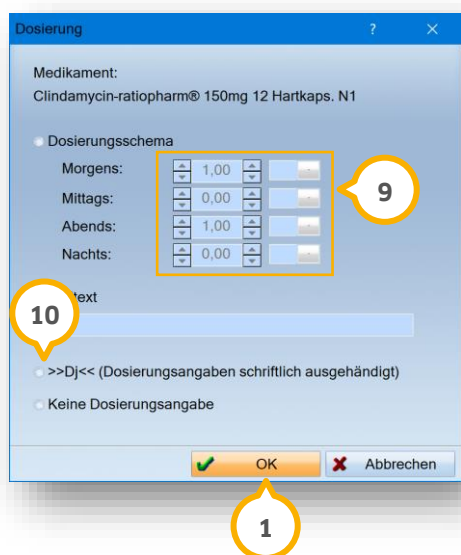 Dosierung ? ×
Medikament:
Clindamycin-ratiopharm® 150mg 12 Hartkaps. N1
Dosierungsschema
Morgens: 1,00
Mittags: 0,00
9
Abends: 1,00
Nachts: 0,00
text
10
>>Dj<< (Dosierungsangaben schriftlich ausgehändigt)
Keine Dosierungsangabe
OK Abbrechen
1